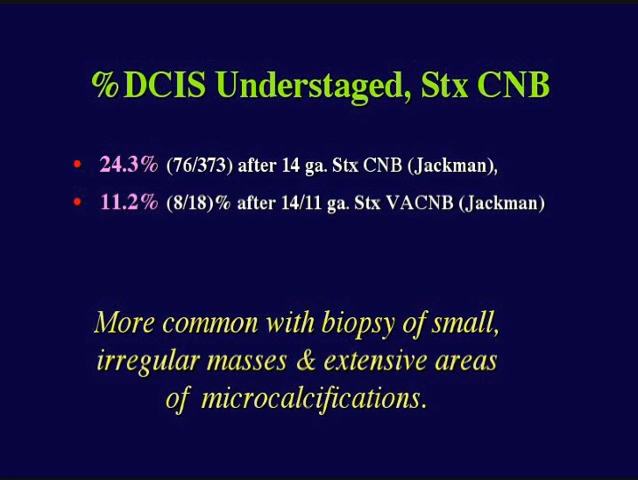 % DCIS Understaged, Stx CNB
• 24.3% (76/373) after 14 ga. Stx CNB (Jackman),
• 11.2% (8/18)% after 14/11 ga. Stx VACNB (Jackman)
More common with biopsy of small,
irregular masses & extensive areas
of microcalcifications.